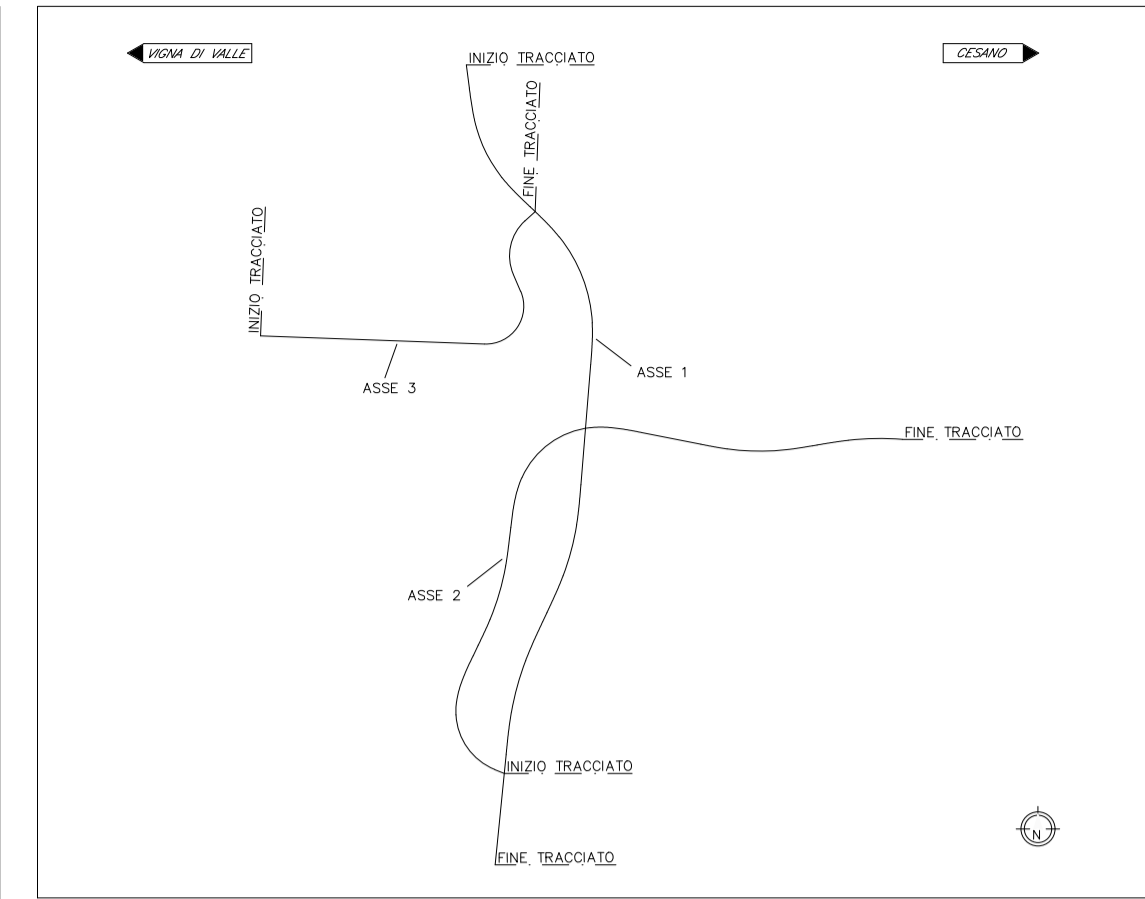 VIGNA DI VALLE
CESANO
INIZIO TRACCIATO
FINE TRACCIATO
INIZIO TRACCIATO
ASSE 1
ASSE 3
FINE TRACCIATO
ASSE 2
INIZIO TRACCIATO
N
FINE TRACCIATO